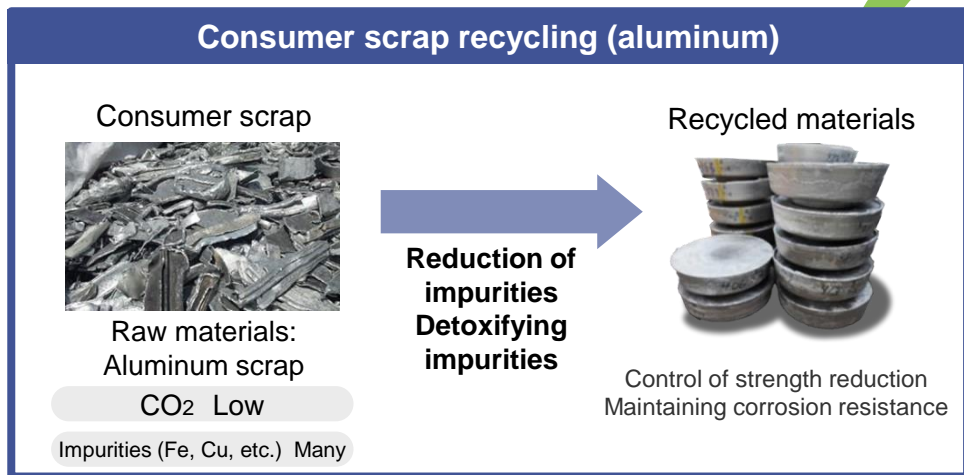 Consumer scrap recycling (aluminum)
Consumer scrap
Raw materials:
Aluminum scrap
CO2 Low
Impurities (Fe, Cu, etc.) Many
Reduction of
impurities
Detoxifying
impurities
Recycled materials
Control of strength reduction
Maintaining corrosion resistance